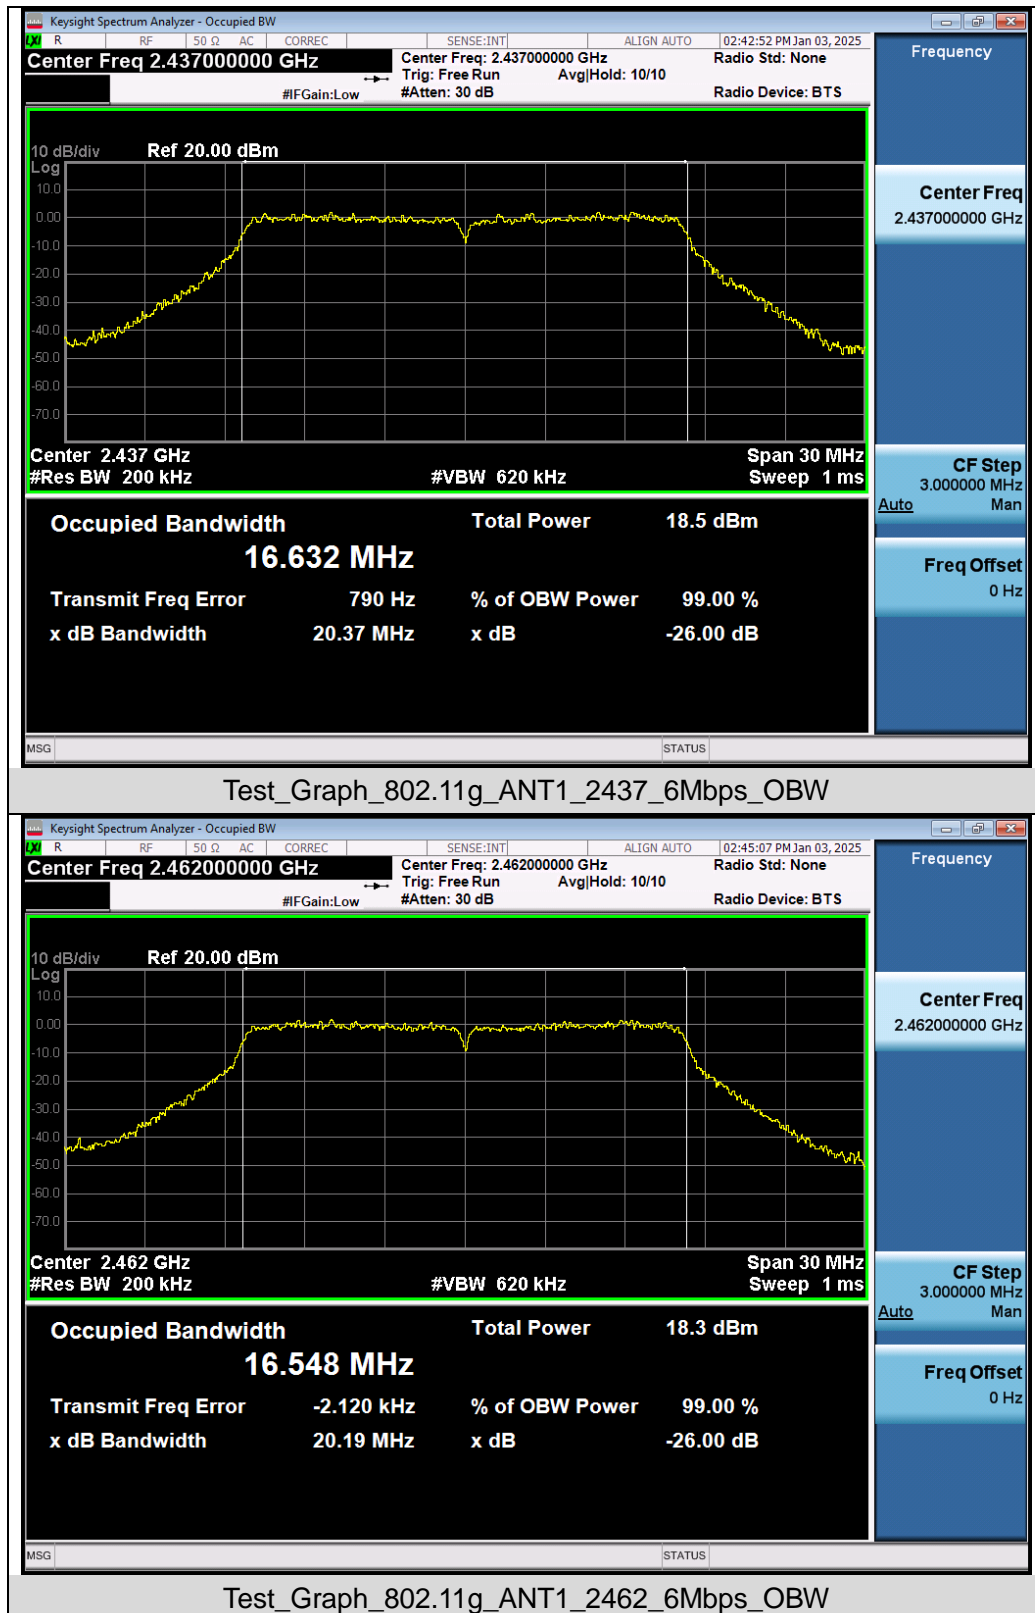 Keysight Spectrum Analyzer - Occupied BW
LXI R RF 50 Ω AC CORREC SENSE:INT ALIGN AUTO 02:42:52 PM Jan 03, 2025
Center Freq 2.437000000 GHz
Center Freq: 2.437000000 GHz
Radio Std: None
Trig: Free Run Avg|Hold: 10/10
#IFGain:Low
#Atten: 30 dB
Radio Device: BTS
10 dB/div Ref 20.00 dBm
Log
10.0
0.00
-10.0
-20.0
-30.0
-40.0
-50.0
-60.0
-70.0
Center 2.437 GHz Span 30 MHz
#Res BW 200 kHz #VBW 620 kHz Sweep 1 ms
Occupied Bandwidth Total Power 18.5 dBm
16.632 MHz
Transmit Freq Error 790 Hz % of OBW Power 99.00 %
x dB Bandwidth 20.37 MHz x dB -26.00 dB
MSG STATUS
Frequency
Center Freq
2.437000000 GHz
CF Step
3.000000 MHz
Auto Man
Freq Offset
0 Hz
Test_Graph_802.11g_ANT1_2437_6Mbps_OBW
Keysight Spectrum Analyzer - Occupied BW
LXI R RF 50 Ω AC CORREC SENSE:INT ALIGN AUTO 02:45:07 PM Jan 03, 2025
Center Freq 2.462000000 GHz
Center Freq: 2.462000000 GHz
Radio Std: None
Trig: Free Run Avg|Hold: 10/10
#IFGain:Low
#Atten: 30 dB
Radio Device: BTS
10 dB/div Ref 20.00 dBm
Log
10.0
0.00
-10.0
-20.0
-30.0
-40.0
-50.0
-60.0
-70.0
Center 2.462 GHz Span 30 MHz
#Res BW 200 kHz #VBW 620 kHz Sweep 1 ms
Occupied Bandwidth Total Power 18.3 dBm
16.548 MHz
Transmit Freq Error -2.120 kHz % of OBW Power 99.00 %
x dB Bandwidth 20.19 MHz x dB -26.00 dB
MSG STATUS
Frequency
Center Freq
2.462000000 GHz
CF Step
3.000000 MHz
Auto Man
Freq Offset
0 Hz
Test_Graph_802.11g_ANT1_2462_6Mbps_OBW